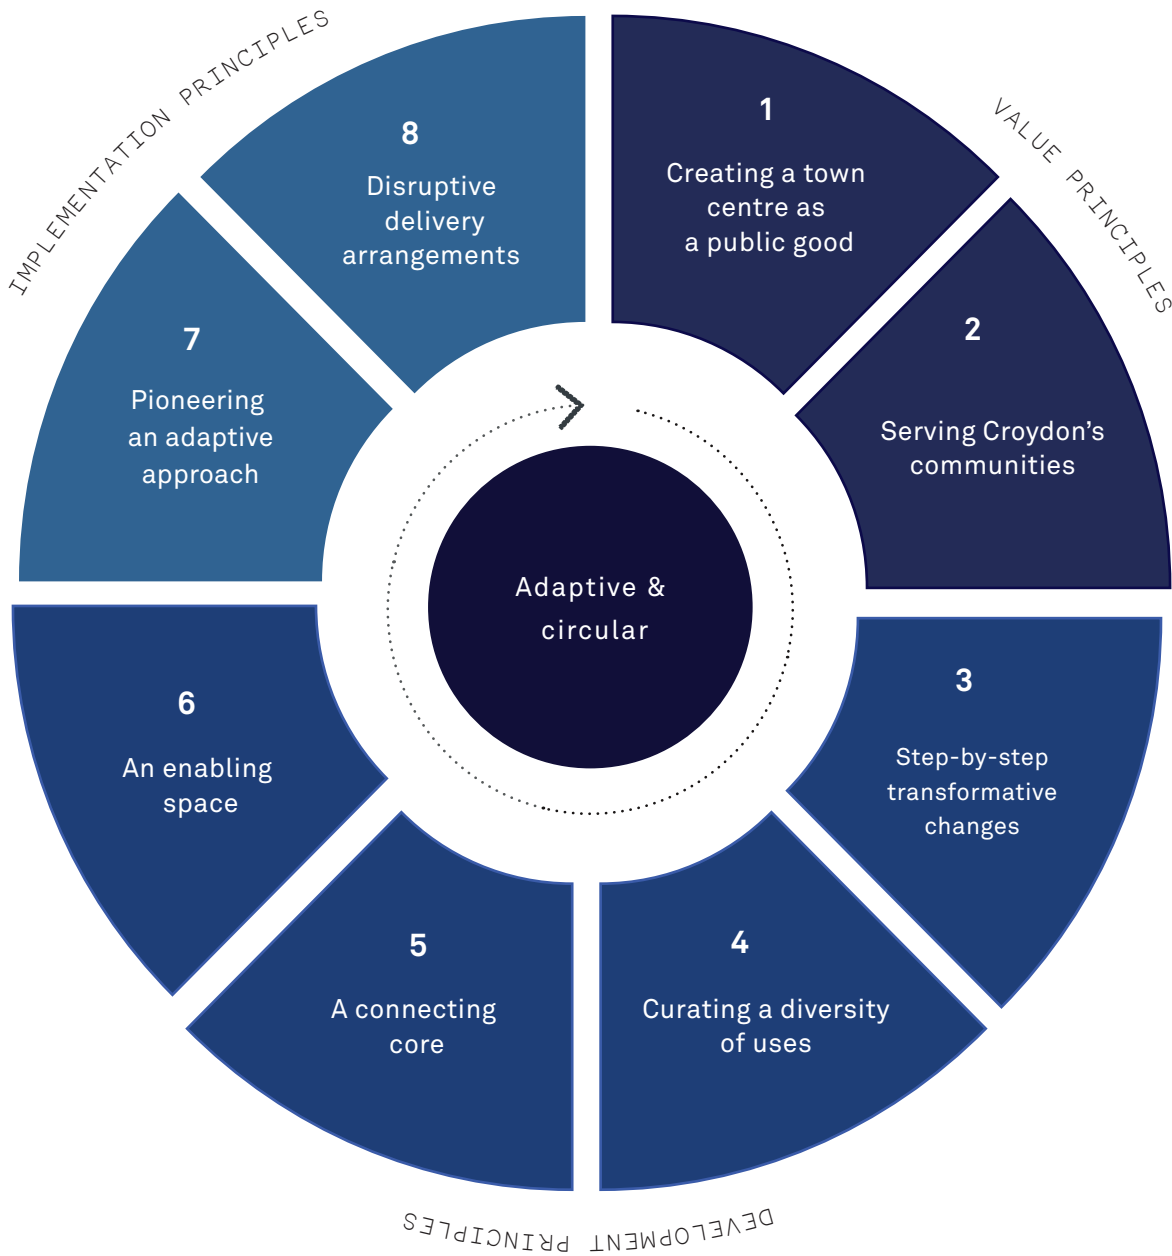 IMPLEMENTATION PRINCIPLES
VALUE PRINCIPLES
1
Creating a town
centre as
a public good
2
Serving Croydon's
communities
3
Step-by-step
transformative
changes
4
Curating a diversity
of uses
5
A connecting
core
6
An enabling
space
7
Pioneering
an adaptive
approach
8
Disruptive
delivery
arrangements
Adaptive &
circular
DEVELOPMENT PRINCIPLES